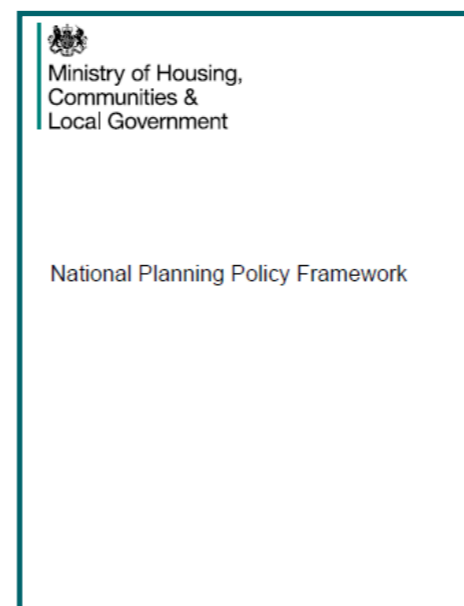 Ministry of Housing,
Communities &
Local Government
National Planning Policy Framework